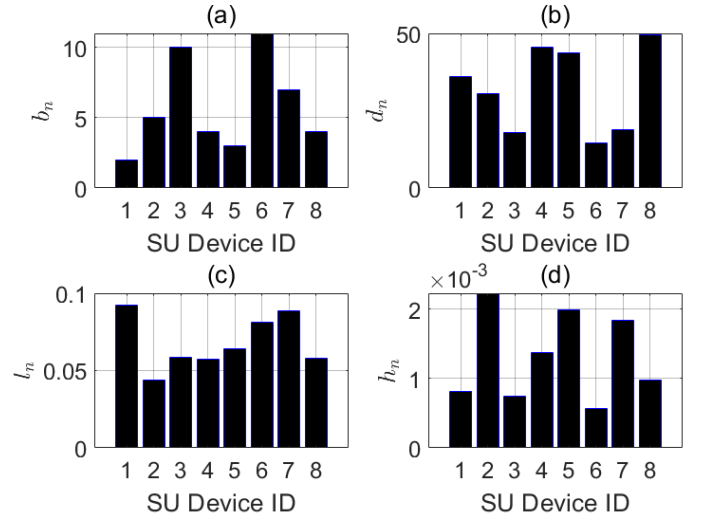 (a)
10
5
0
b_n
1 2 3 4 5 6 7 8
SU Device ID
(b)
50
0
d_n
1 2 3 4 5 6 7 8
SU Device ID
(c)
0.1
0.05
0
l_n
1 2 3 4 5 6 7 8
SU Device ID
(d)
×10^-3
2
1
0
h_n
1 2 3 4 5 6 7 8
SU Device ID